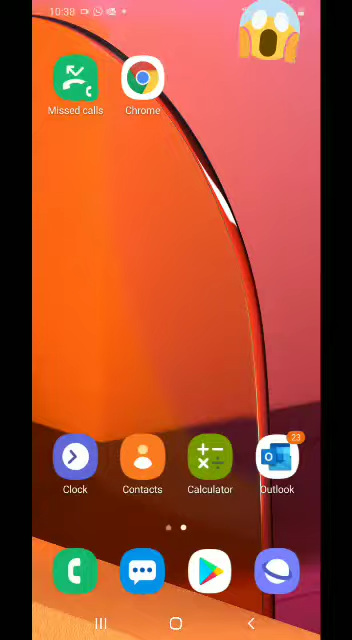 10:38
Missed calls
Chrome
23
Clock
Contacts
Calculator
Outlook